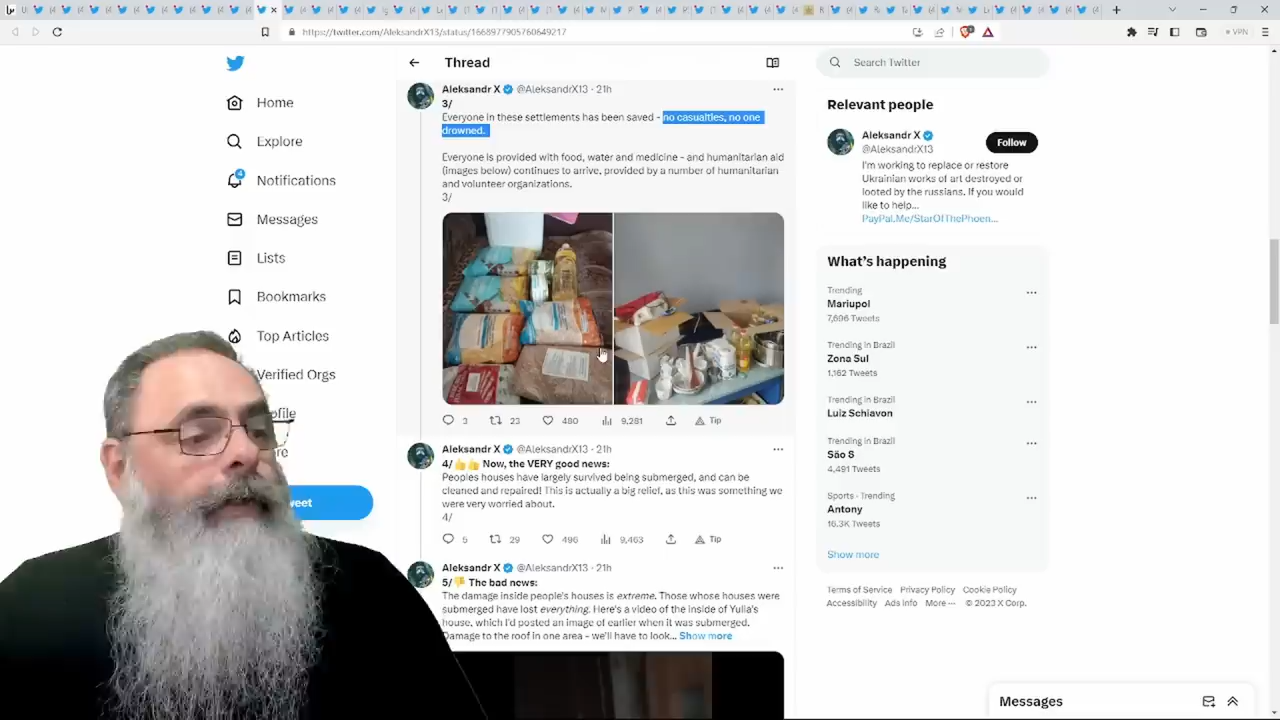 https://twitter.com/AleksandrX13/status/1668977905760649217
VPN
Home
Explore
4
Notifications
Messages
Lists
Bookmarks
Top Articles
Verified Orgs
Thread
Aleksandr X @AleksandrX13 · 21h
3/
Everyone in these settlements has been saved - no casualties, no one
drowned.
Everyone is provided with food, water and medicine - and humanitarian aid
(images below) continues to arrive, provided by a number of humanitarian
and volunteer organizations.
3/
3 23 480 9,281 Tip
Aleksandr X @AleksandrX13 · 21h
4/👍👍 Now, the VERY good news:
Peoples houses have largely survived being submerged, and can be
cleaned and repaired! This is actually a big relief, as this was something we
were very worried about.
4/
5 29 496 9,463 Tip
Aleksandr X @AleksandrX13 · 21h
5/👎 The bad news:
The damage inside people's houses is extreme. Those whose houses were
submerged have lost everything. Here's a video of the inside of Yulia's
house, which I'd posted an image of earlier when it was submerged.
Damage to the roof in one area - we'll have to look... Show more
Search Twitter
Relevant people
Aleksandr X
@AleksandrX13
Follow
I'm working to replace or restore
Ukrainian works of art destroyed or
looted by the russians. If you would
like to help...
PayPal.Me/StarOfThePhoen...
What's happening
Trending
Mariupol
7,696 Tweets
Trending in Brazil
Zona Sul
1,162 Tweets
Trending in Brazil
Luiz Schiavon
Trending in Brazil
São S
4,491 Tweets
Sports · Trending
Antony
16.3K Tweets
Show more
Terms of Service Privacy Policy Cookie Policy
Accessibility Ads info More ··· © 2023 X Corp.
Messages